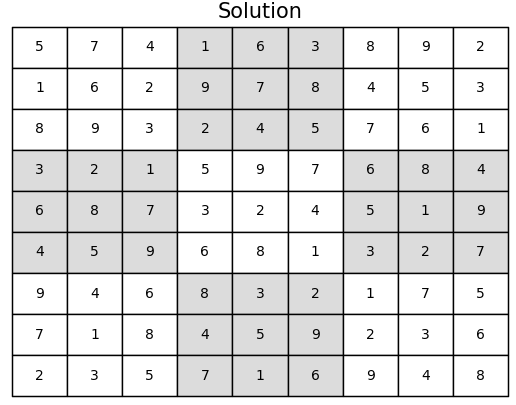 Solution
5 7 4 1 6 3 8 9 2
1 6 2 9 7 8 4 5 3
8 9 3 2 4 5 7 6 1
3 2 1 5 9 7 6 8 4
6 8 7 3 2 4 5 1 9
4 5 9 6 8 1 3 2 7
9 4 6 8 3 2 1 7 5
7 1 8 4 5 9 2 3 6
2 3 5 7 1 6 9 4 8